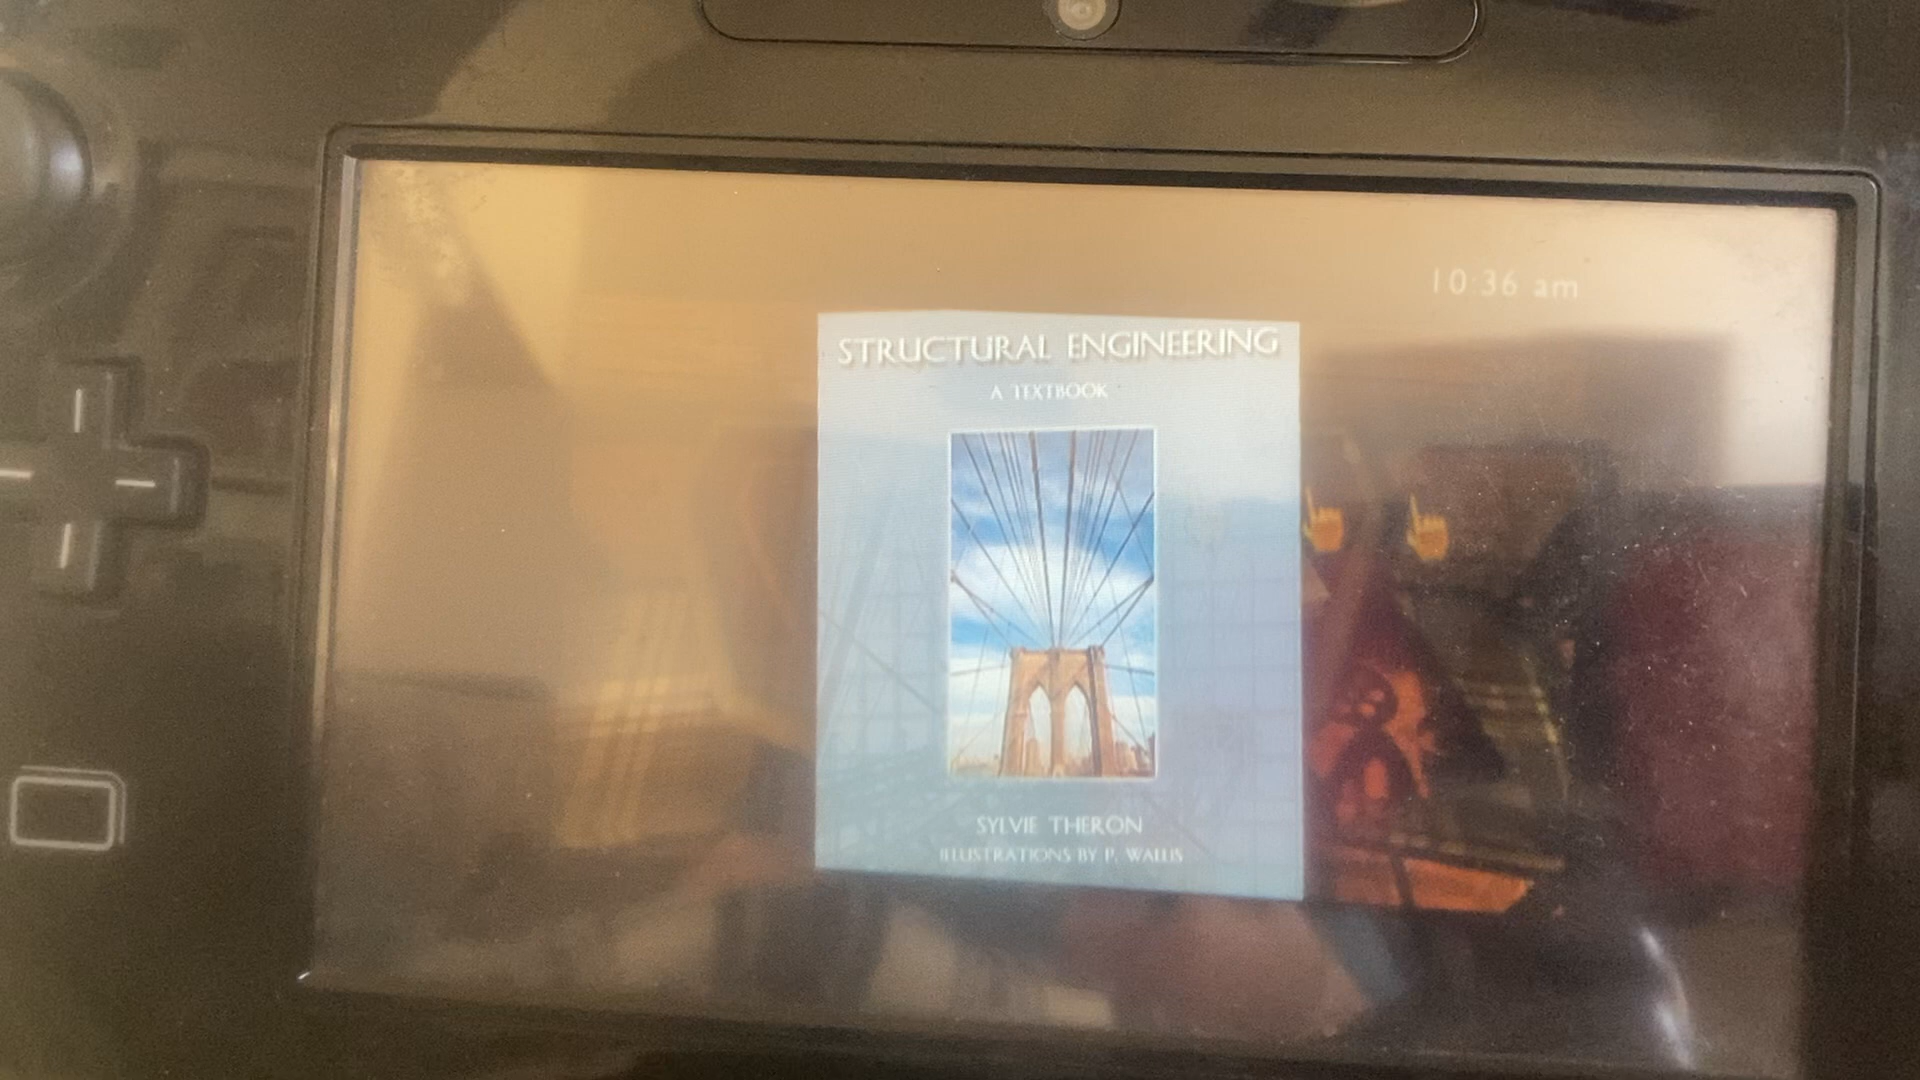 10:36 am
STRUCTURAL ENGINEERING
A TEXTBOOK
SYLVIE THERON
ILLUSTRATIONS BY P. WALLIS